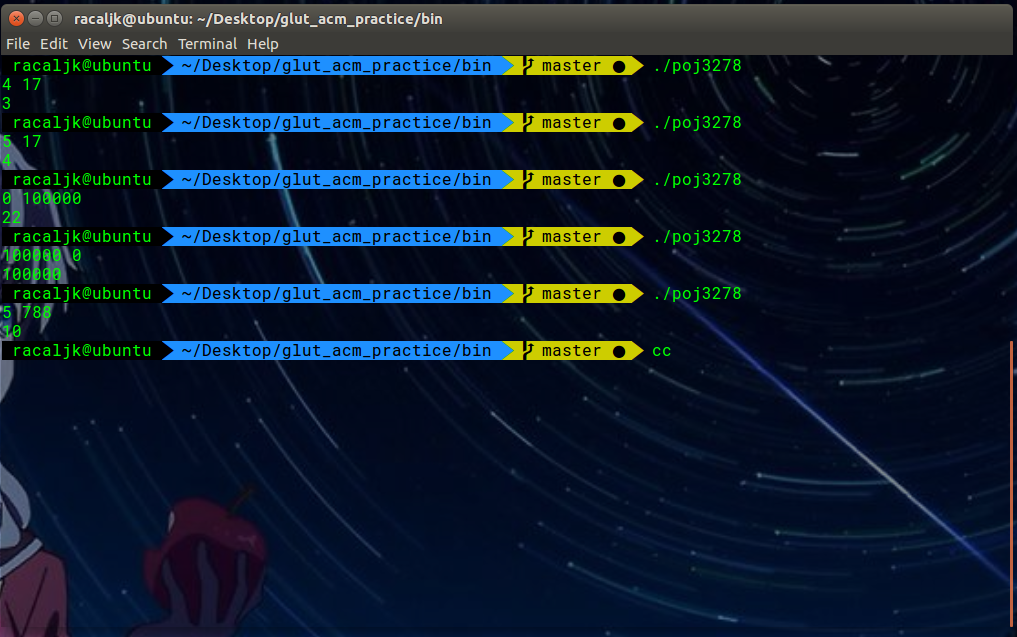 racaljk@ubuntu: ~/Desktop/glut_acm_practice/bin
File Edit View Search Terminal Help
racaljk@ubuntu ~/Desktop/glut_acm_practice/bin master ● ./poj3278
4 17
3
racaljk@ubuntu ~/Desktop/glut_acm_practice/bin master ● ./poj3278
5 17
4
racaljk@ubuntu ~/Desktop/glut_acm_practice/bin master ● ./poj3278
0 100000
22
racaljk@ubuntu ~/Desktop/glut_acm_practice/bin master ● ./poj3278
100000 0
100000
racaljk@ubuntu ~/Desktop/glut_acm_practice/bin master ● ./poj3278
5 788
10
racaljk@ubuntu ~/Desktop/glut_acm_practice/bin master ● cc